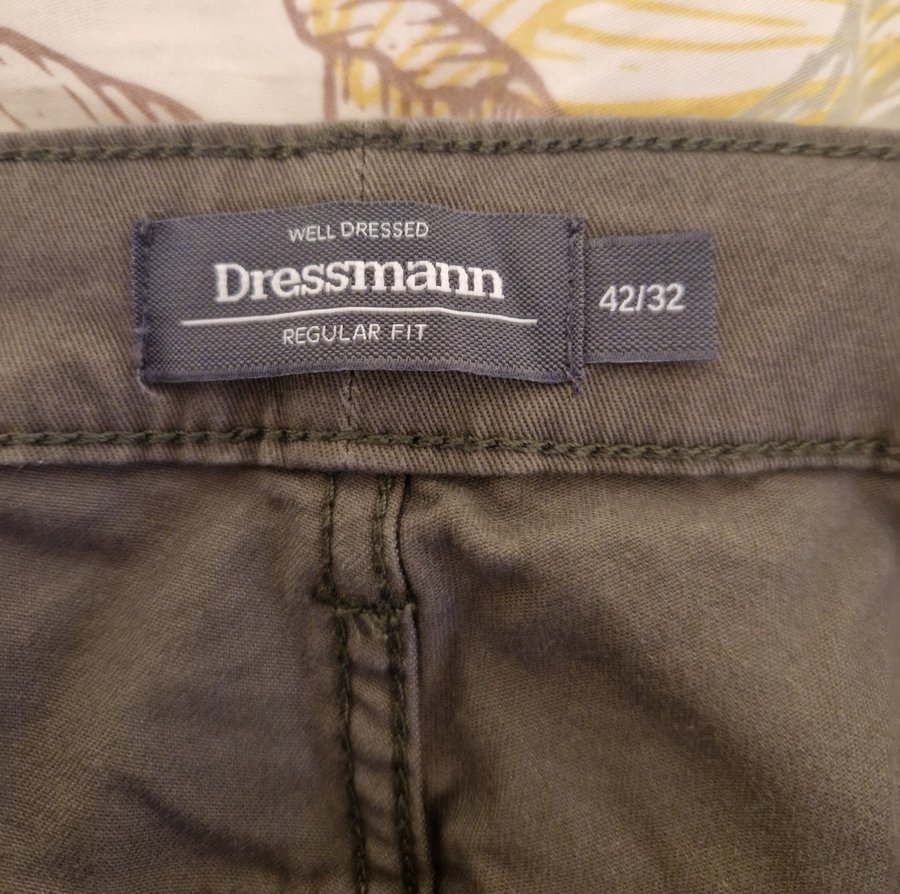 WELL DRESSED
Dressmann
REGULAR FIT
42/32